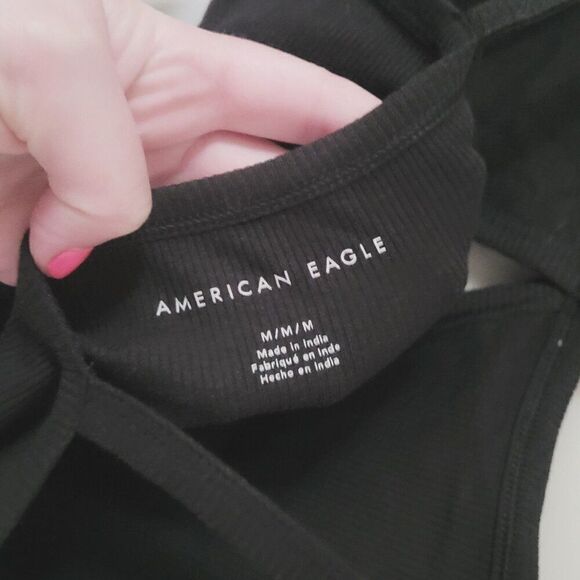 AMERICAN EAGLE
M/M/M
Made in India
Fabriqué en Inde
Hecho en India